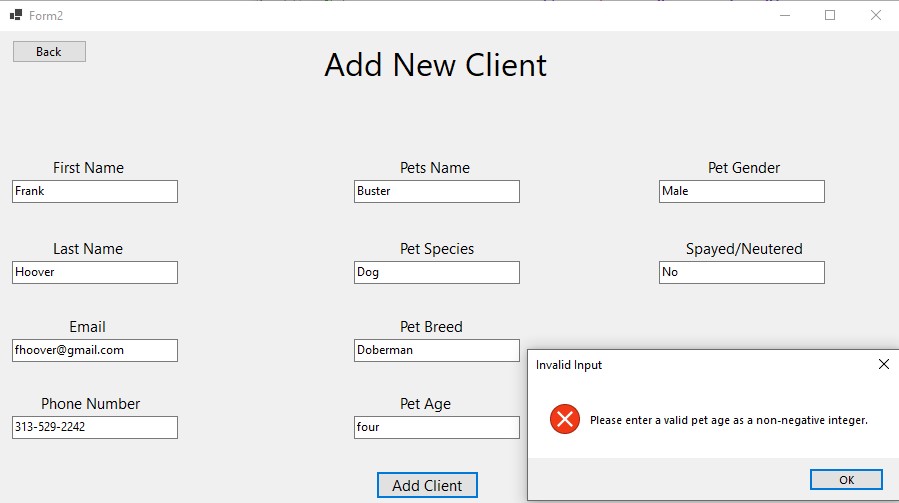 Form2
Back
Add New Client
First Name
Pets Name
Pet Gender
Frank
Buster
Male
Last Name
Pet Species
Spayed/Neutered
Hoover
Dog
No
Email
Pet Breed
fhoover@gmail.com
Doberman
Invalid Input
Phone Number
Pet Age
Please enter a valid pet age as a non-negative integer.
313-529-2242
four
Add Client
OK